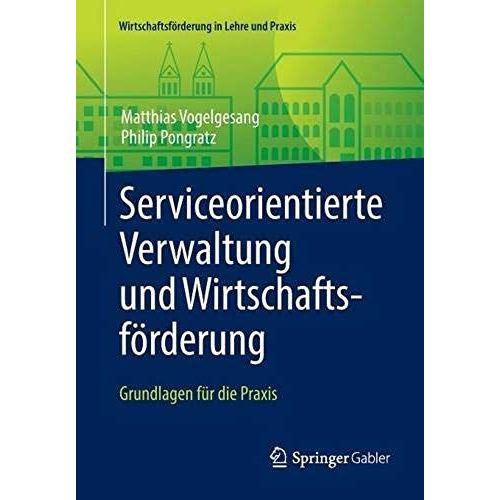 Wirtschaftsförderung in Lehre und Praxis
Matthias Vogelgesang
Philip Pongratz
Serviceorientierte
Verwaltung
und Wirtschafts-
förderung
Grundlagen für die Praxis
Springer Gabler